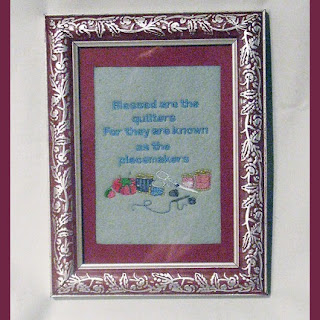 Blessed are the
quilters
For they are known
as the
piecemakers